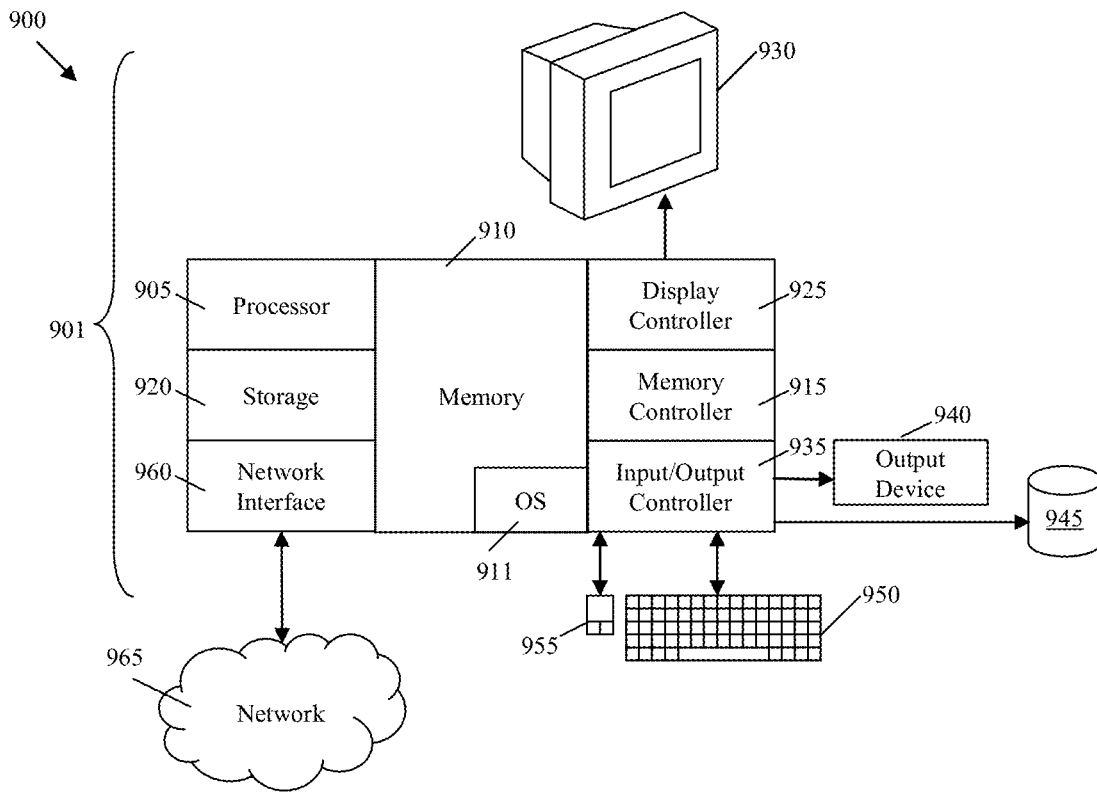 900
930
910
905
Processor
Display
Controller
925
901
920
Storage
Memory
Memory
Controller
915
940
960
Network
Interface
935
Input/Output
Controller
Output
Device
OS
945
911
955
950
965
Network